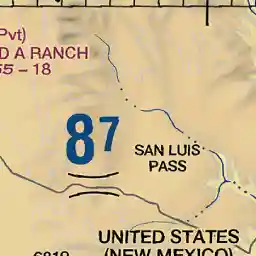 Pvt)
D A RANCH
55 – 18
8⁷
SAN LUIS
PASS
UNITED STATES
(NEW MEXICO)